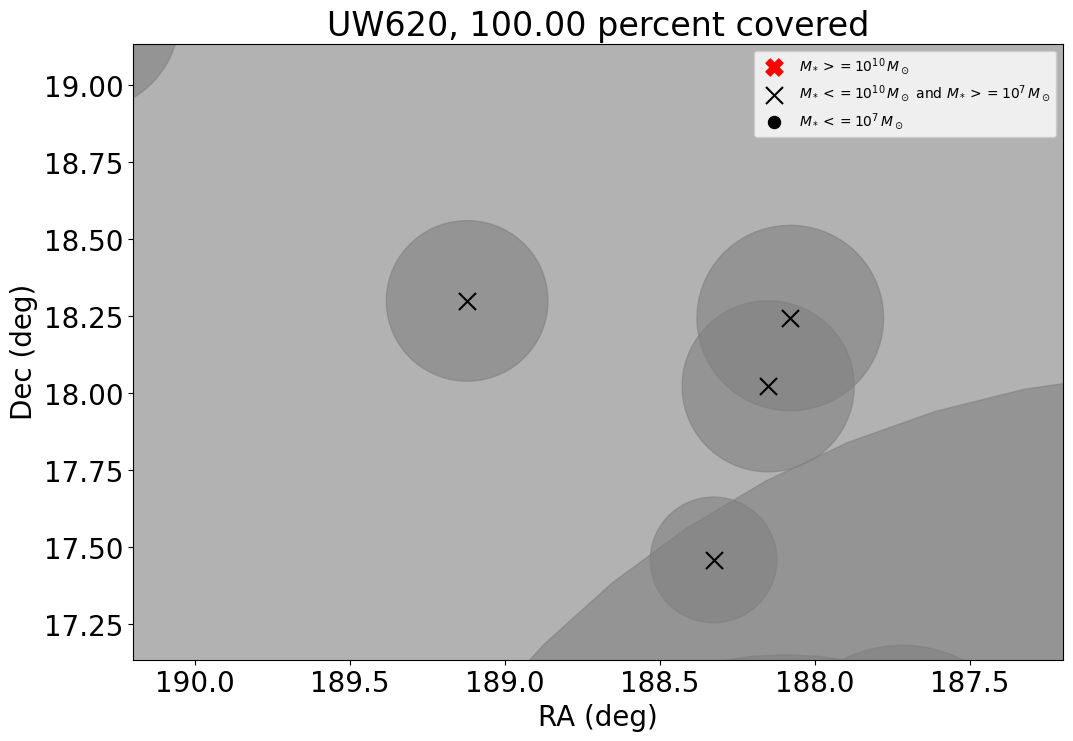 UW620, 100.00 percent covered
M* >= 10^10 M⊙
M* <= 10^10 M⊙ and M* >= 10^7 M⊙
M* <= 10^7 M⊙
Dec (deg)
19.00
18.75
18.50
18.25
18.00
17.75
17.50
17.25
190.0 189.5 189.0 188.5 188.0 187.5
RA (deg)